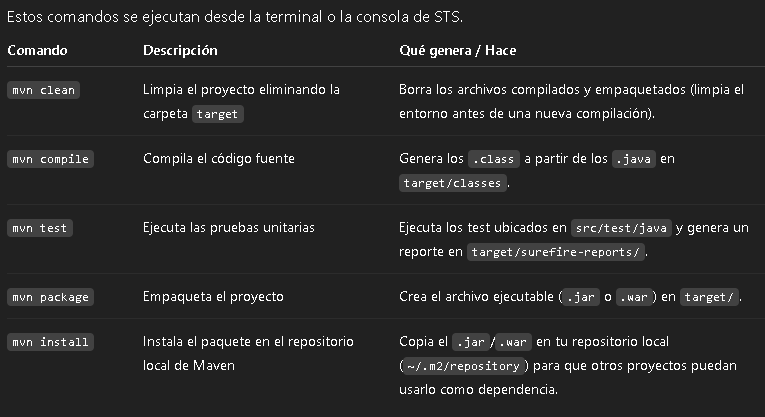 Estos comandos se ejecutan desde la terminal o la consola de STS.
Comando Descripción Qué genera / Hace
mvn clean Limpia el proyecto eliminando la carpeta target Borra los archivos compilados y empaquetados (limpia el entorno antes de una nueva compilación).
mvn compile Compila el código fuente Genera los .class a partir de los .java en target/classes.
mvn test Ejecuta las pruebas unitarias Ejecuta los test ubicados en src/test/java y genera un reporte en target/surefire-reports/.
mvn package Empaqueta el proyecto Crea el archivo ejecutable (.jar o .war) en target/.
mvn install Instala el paquete en el repositorio local de Maven Copia el .jar/.war en tu repositorio local (~/.m2/repository) para que otros proyectos puedan usarlo como dependencia.